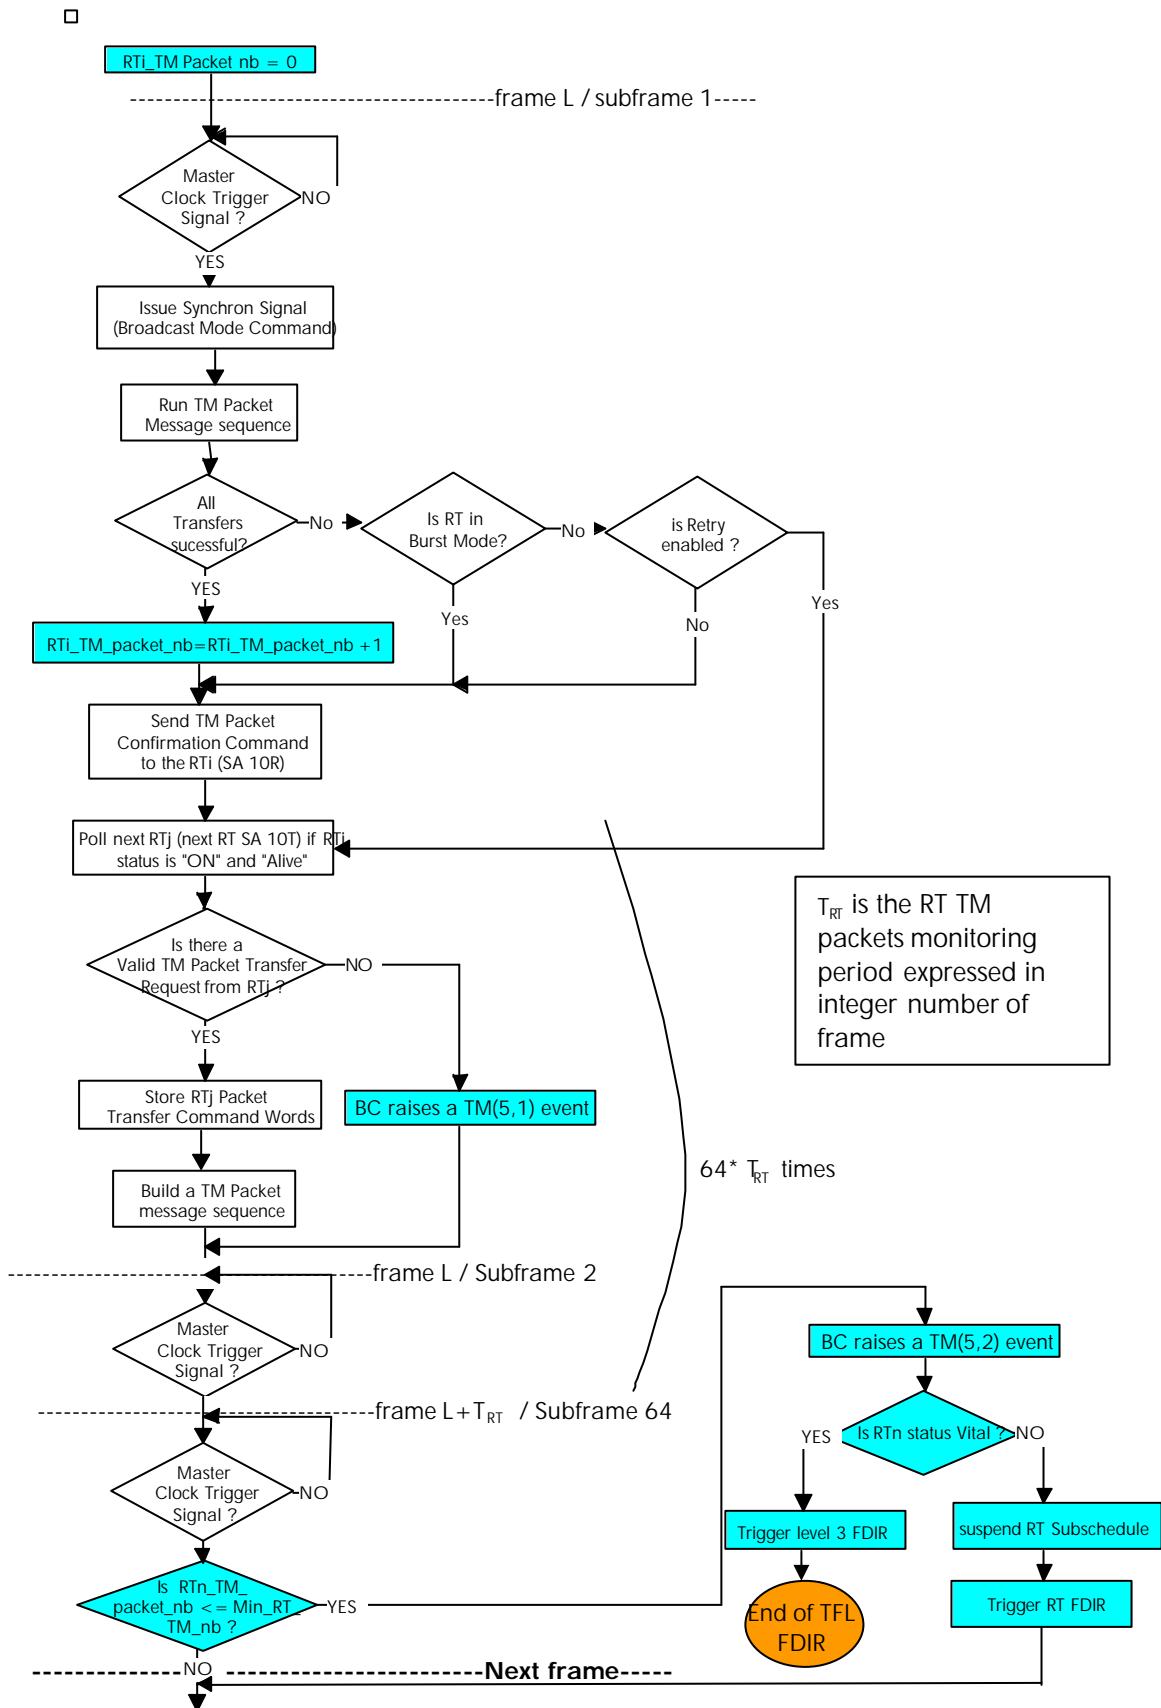 RTi_TM Packet nb = 0
frame L / subframe 1
Master
Clock Trigger
Signal ?
NO
YES
Issue Synchron Signal
(Broadcast Mode Command)
Run TM Packet
Message sequence
All
Transfers
sucessful?
No
Is RT in
Burst Mode?
No
is Retry
enabled ?
YES
Yes
No
Yes
RTi_TM_packet_nb=RTi_TM_packet_nb +1
Send TM Packet
Confirmation Command
to the RTi (SA 10R)
Poll next RTj (next RT SA 10T) if RTj
status is "ON" and "Alive"
Is there a
Valid TM Packet Transfer
Request from RTj ?
NO
YES
TRT is the RT TM
packets monitoring
period expressed in
integer number of
frame
Store RTj Packet
Transfer Command Words
BC raises a TM(5,1) event
Build a TM Packet
message sequence
64* TRT times
frame L / Subframe 2
Master
Clock Trigger
Signal ?
NO
frame L+TRT / Subframe 64
Master
Clock Trigger
Signal ?
NO
Is RTn_TM_
packet_nb <= Min_RT_
TM_nb ?
YES
NO
BC raises a TM(5,2) event
Is RTn status Vital ?
YES
NO
Trigger level 3 FDIR
suspend RT Subschedule
End of TFL
FDIR
Trigger RT FDIR
Next frame